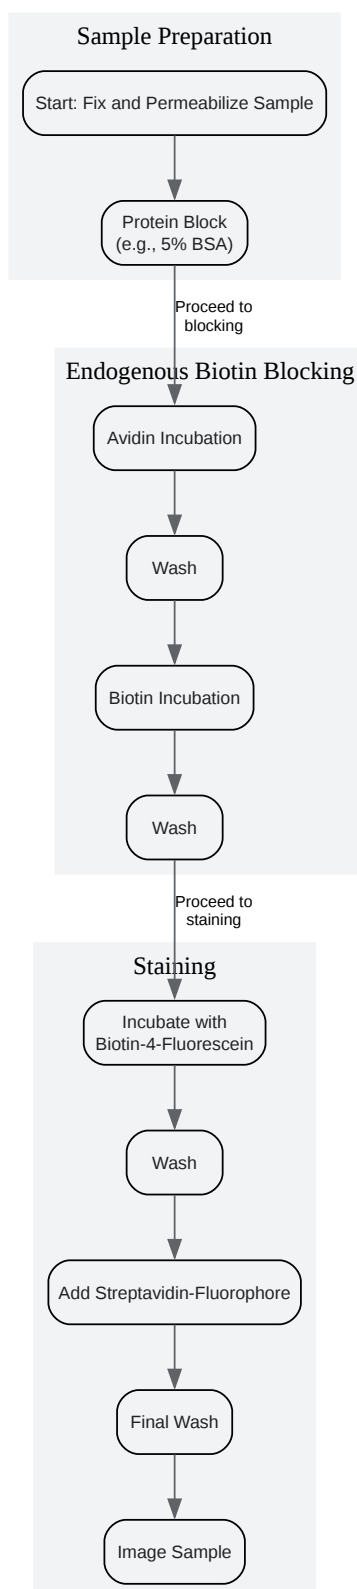 Sample Preparation
Start: Fix and Permeabilize Sample
Protein Block
(e.g., 5% BSA)
Proceed to
blocking
Endogenous Biotin Blocking
Avidin Incubation
Wash
Biotin Incubation
Wash
Proceed to
staining
Staining
Incubate with
Biotin-4-Fluorescein
Wash
Add Streptavidin-Fluorophore
Final Wash
Image Sample